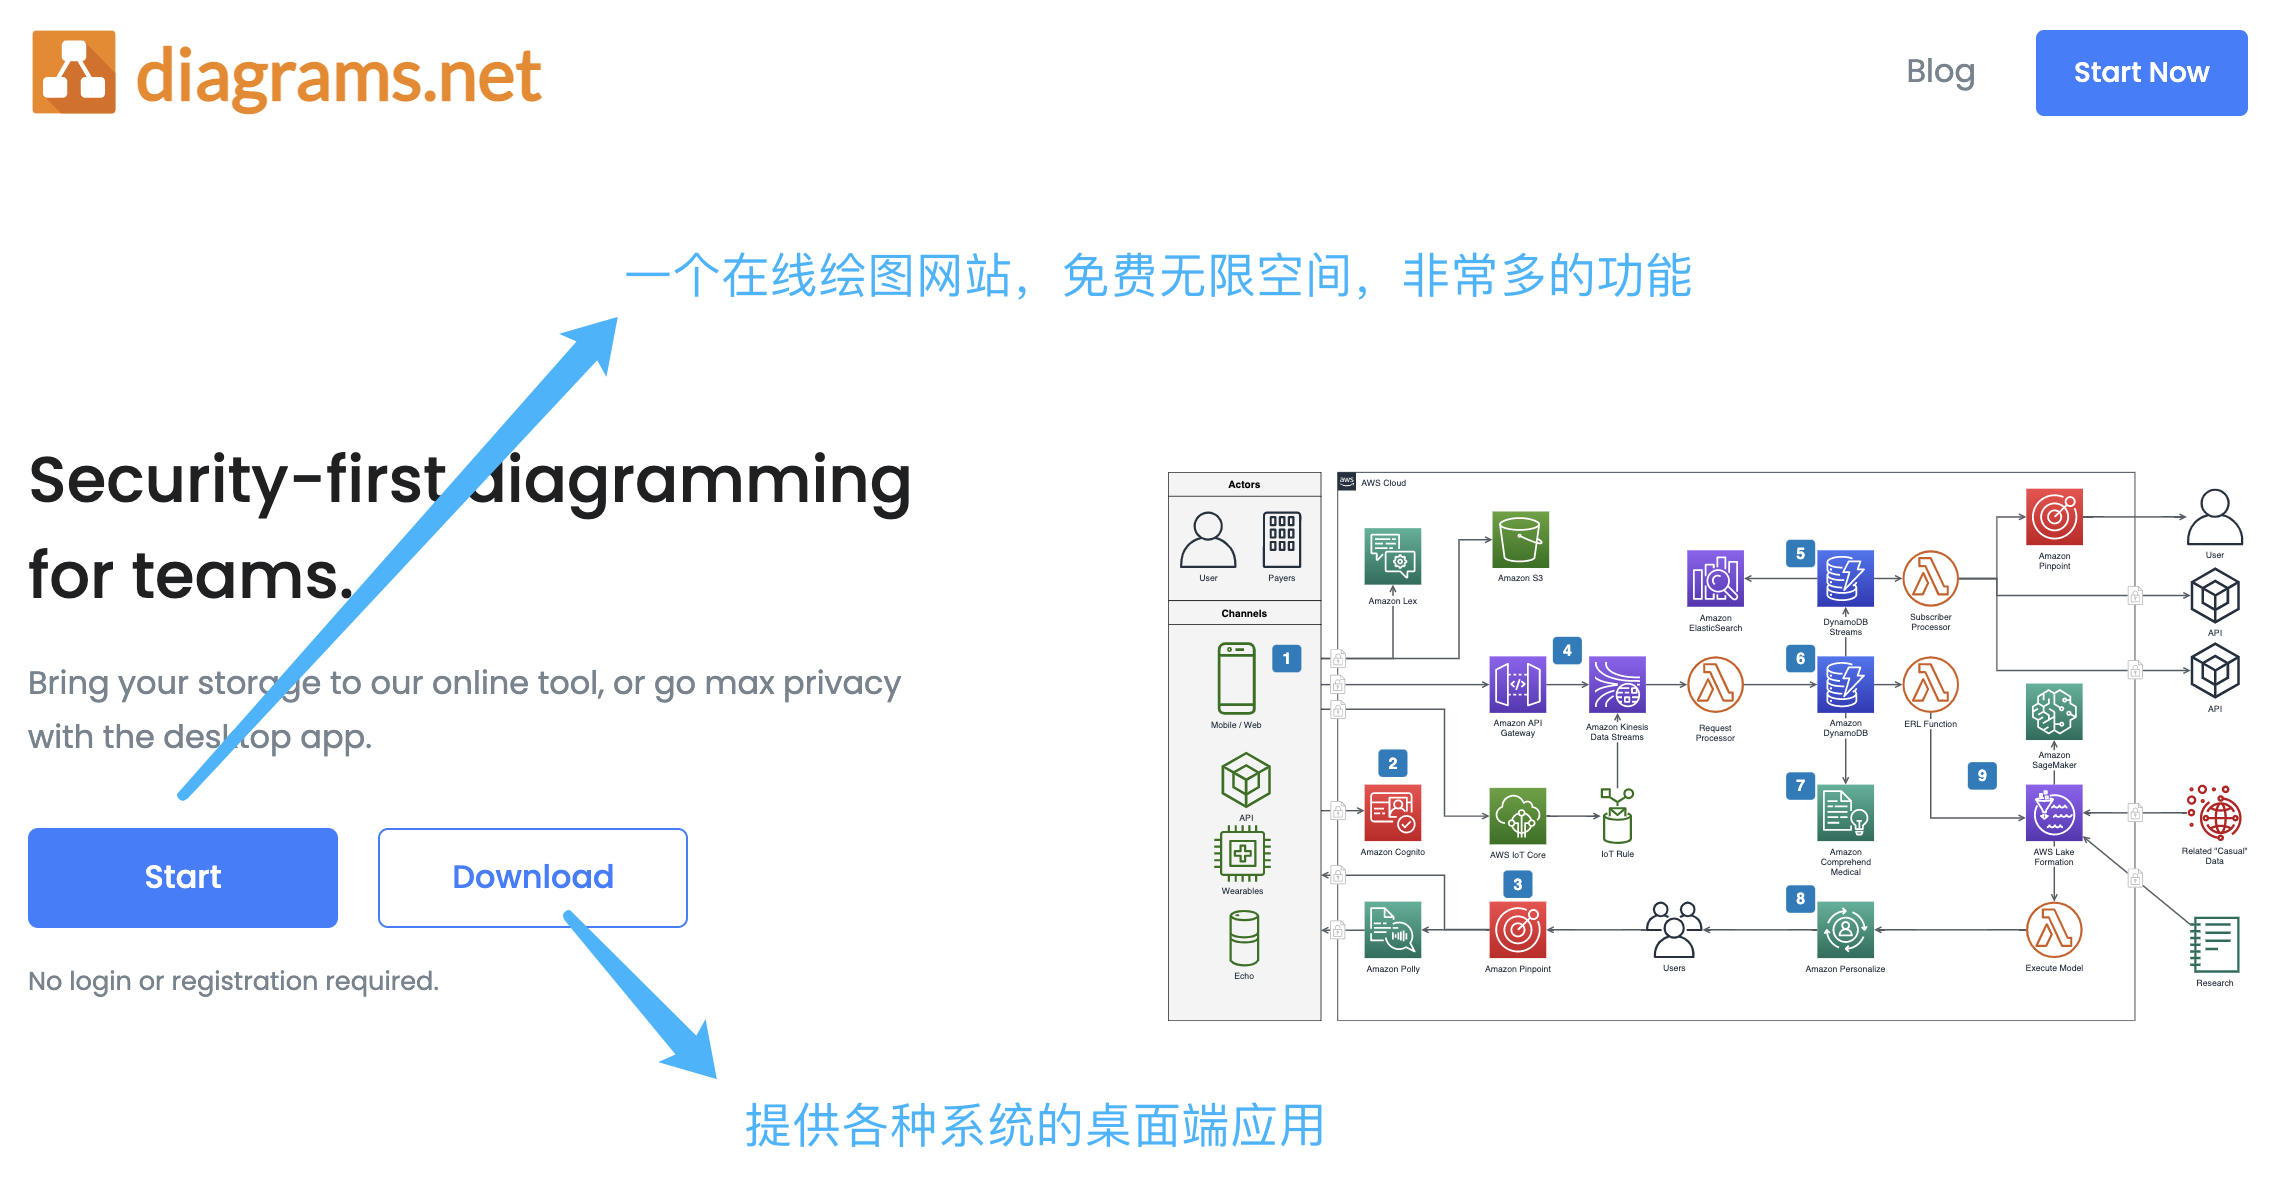 diagrams.net
Blog
Start Now
一个在线绘图网站，免费无限空间，非常多的功能
Security-first diagramming
for teams.
Bring your storage to our online tool, or go max privacy
with the desktop app.
Start
Download
No login or registration required.
提供各种系统的桌面端应用
Actors
User
Payers
Channels
1
Mobile / Web
API
Wearables
Echo
aws
AWS Cloud
Amazon Lex
Amazon S3
Amazon
ElasticSearch
5
DynamoDB
Streams
Subscriber
Processor
Amazon
Pinpoint
User
API
API
4
Amazon API
Gateway
Amazon Kinesis
Data Streams
Request
Processor
6
Amazon
DynamoDB
ERL Function
Amazon
SageMaker
2
Amazon Cognito
AWS IoT Core
IoT Rule
7
Amazon
Comprehend
Medical
9
AWS Lake
Formation
Related "Casual"
Data
3
Amazon Polly
Amazon Pinpoint
Users
8
Amazon Personalize
Execute Model
Research